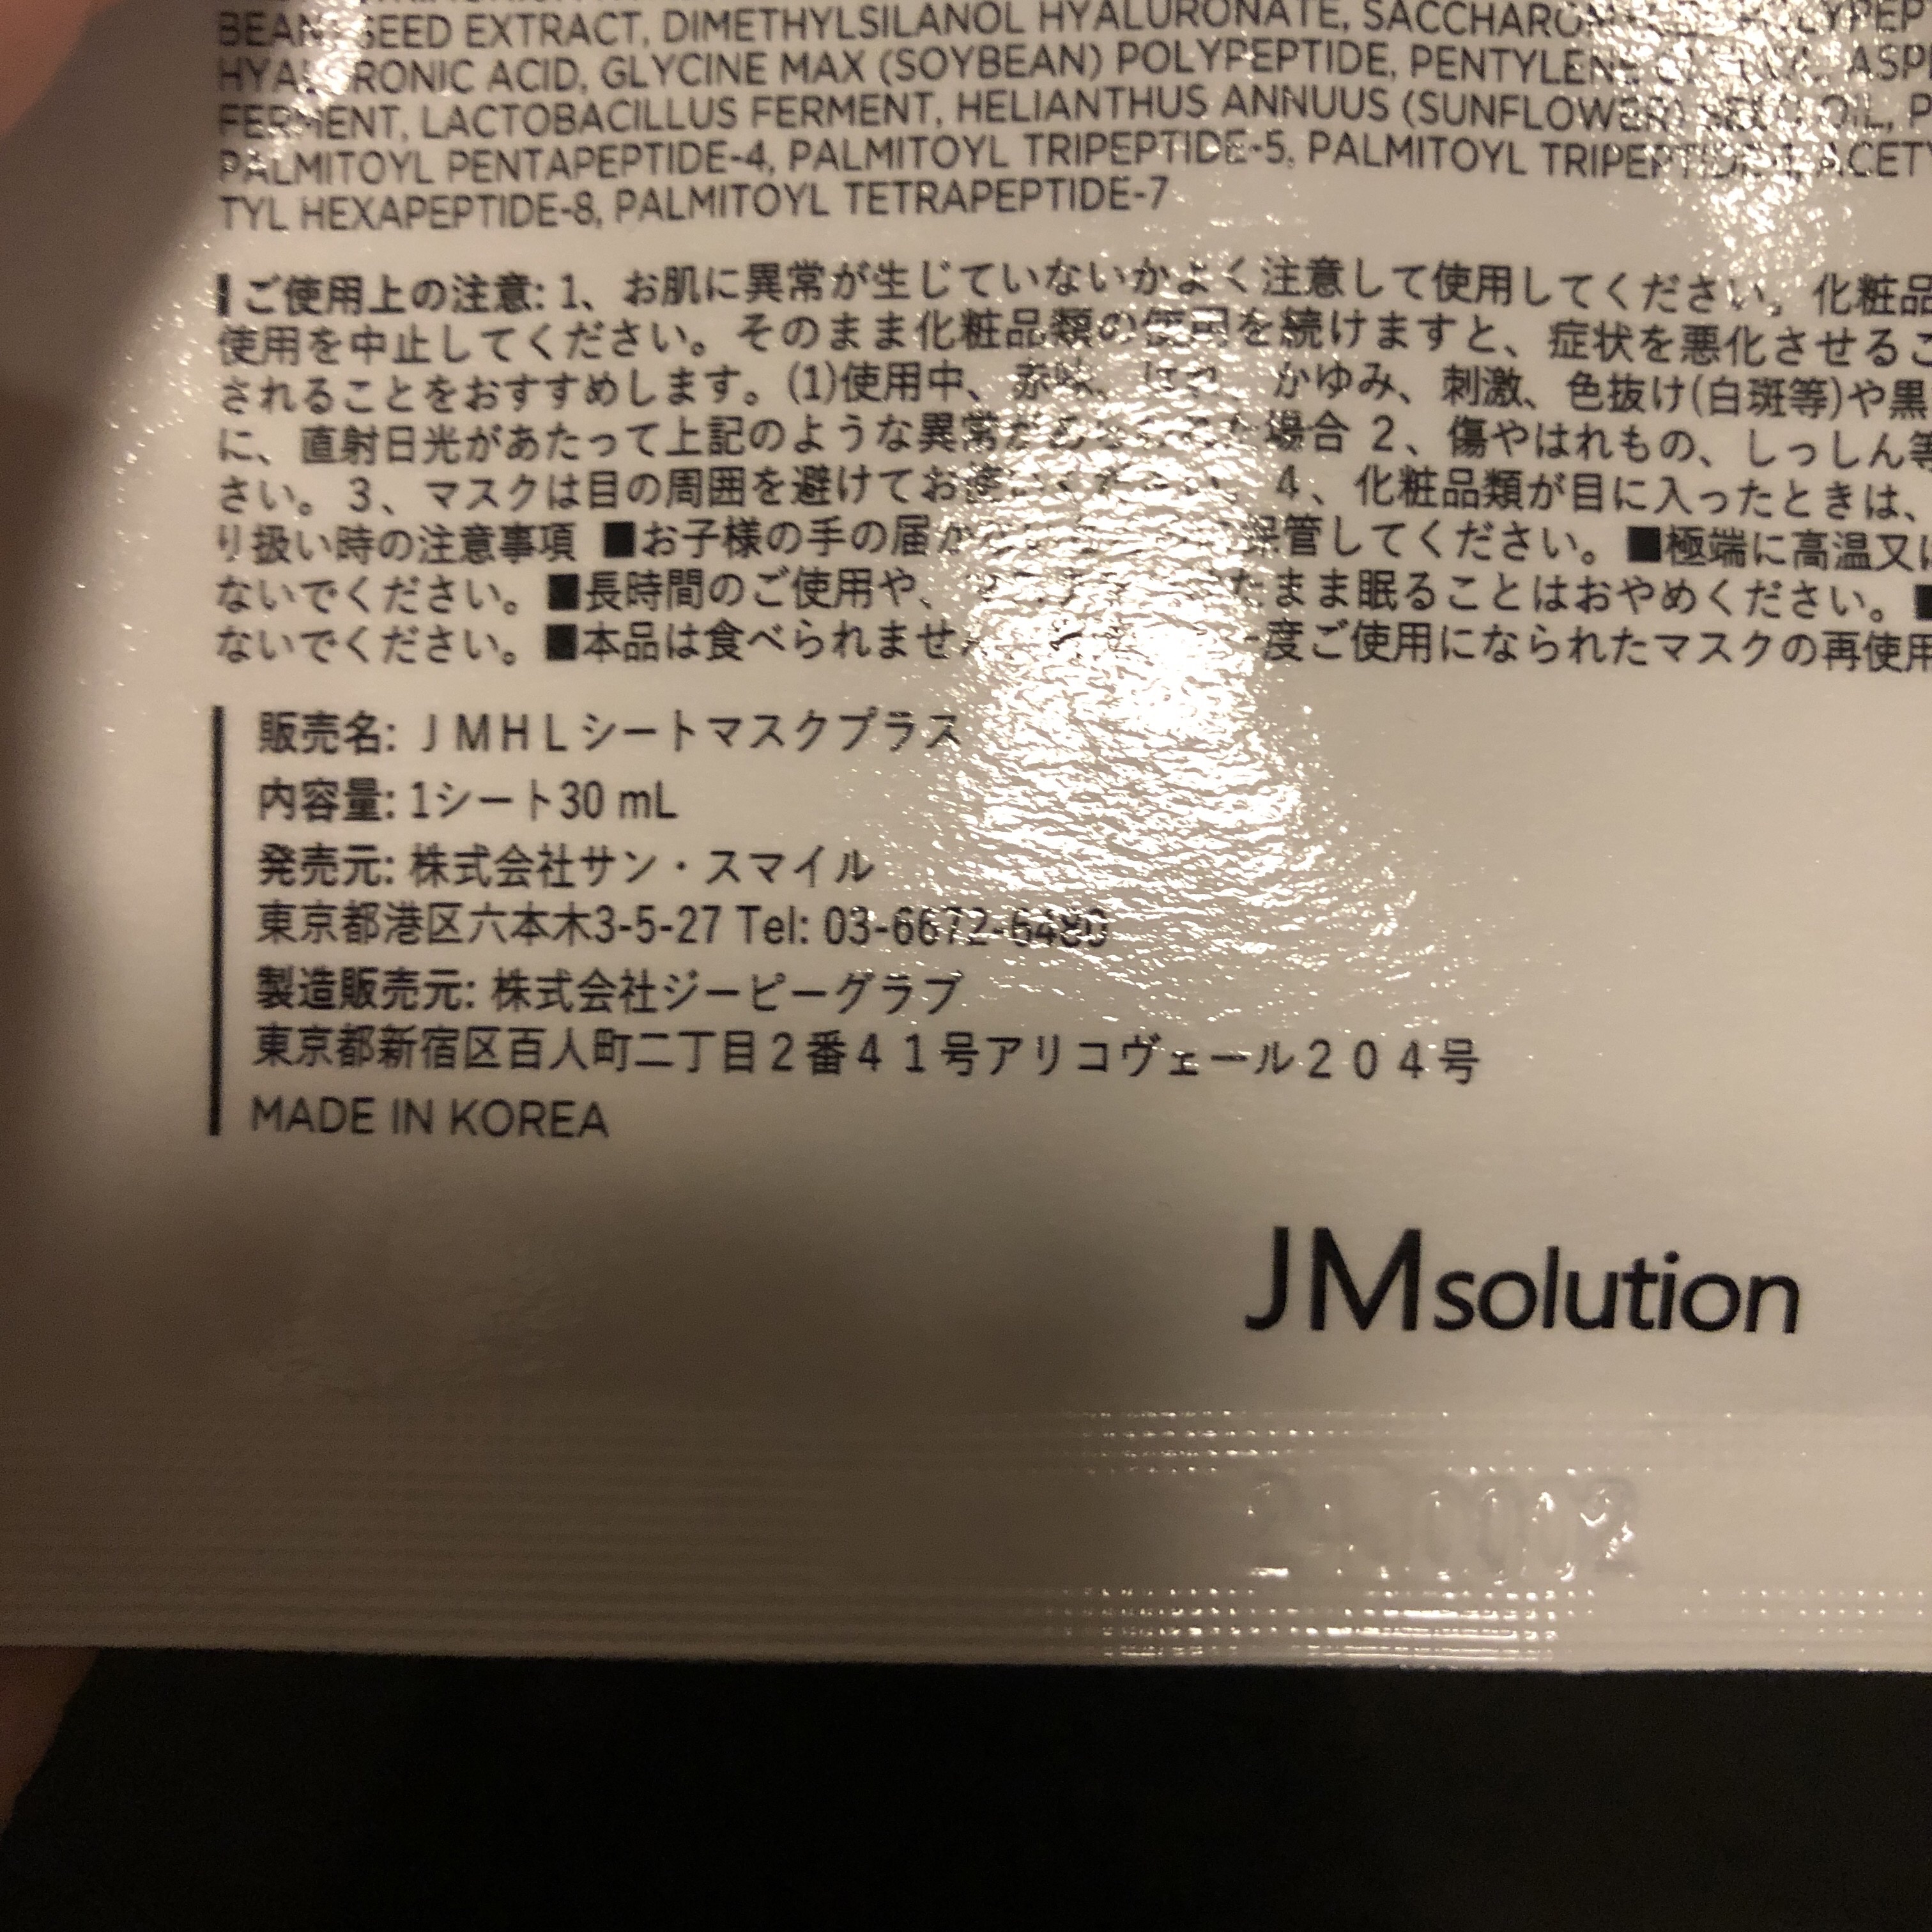 SEED EXTRACT, DIMETHYLSILANOL HYALURONATE,
ACID, GLYCINE MAX (SOYBEAN) POLYPEPTIDE,
FERMENT, LACTOBACILLUS FERMENT, HELIANTHUS ANNUUS (SUNFLOWER) OIL,
PALMITOYL PENTAPEPTIDE-4, PALMITOYL TRIPEPTIDE-5, PALMITOYL
TYL HEXAPEPTIDE-8, PALMITOYL TETRAPEPTIDE-7
ご使用上の注意: 1、お肌に異常が生じていないかよく注意して使用してください。化粧品
使用を中止してください。そのまま化粧品類の使用を続けますと、症状を悪化させるこ
されることをおすすめします。(1)使用中、赤味、かゆみ、刺激、色抜け(白斑等)や黒
に、直射日光があたって上記のような異常が場合 2、傷やはれもの、しっしん等
さい。3、マスクは目の周囲を避けてお 4、化粧品類が目に入ったときは、
り扱い時の注意事項 ■お子様の手の届か 保管してください。■極端に高温又は
ないでください。■長時間のご使用や、 たまま眠ることはおやめください。■
ないでください。■本品は食べられませ 度ご使用になられたマスクの再使用
販売名: JMHLシートマスクプラス
内容量: 1シート30 mL
発売元: 株式会社サン・スマイル
東京都港区六本木3-5-27 Tel: 03-6672-6480
製造販売元: 株式会社ジーピーグラブ
東京都新宿区百人町二丁目2番41号アリコヴェール204号
MADE IN KOREA
JMsolution